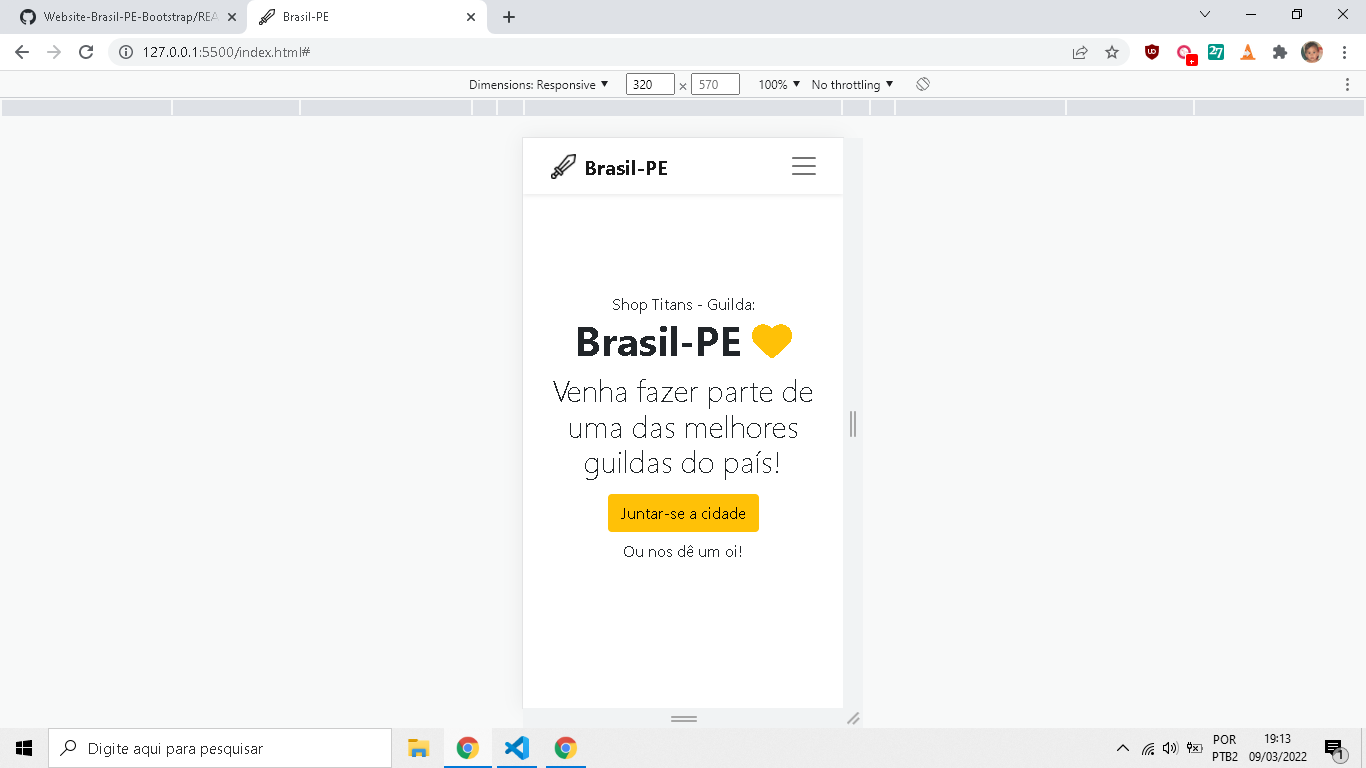 Website-Brasil-PE-Bootstrap/REA
Brasil-PE
127.0.0.1:5500/index.html#
Dimensions: Responsive
320 × 570
100%
No throttling
Brasil-PE
Shop Titans - Guilda:
Brasil-PE
Venha fazer parte de
uma das melhores
guildas do país!
Juntar-se a cidade
Ou nos dê um oi!
Digite aqui para pesquisar
POR
PTB2
19:13
09/03/2022
1